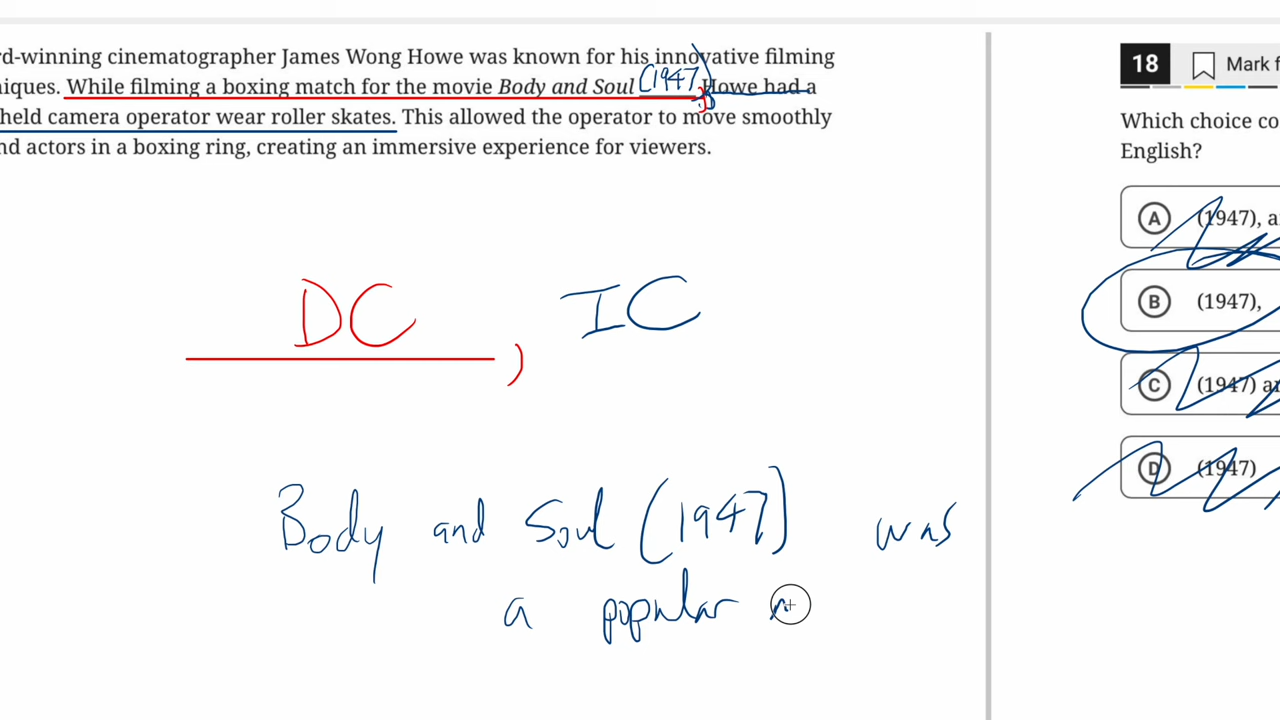 rd-winning cinematographer James Wong Howe was known for his innovative filming
niques. While filming a boxing match for the movie Body and Soul (1947), Howe had a
held camera operator wear roller skates. This allowed the operator to move smoothly
nd actors in a boxing ring, creating an immersive experience for viewers.
DC, IC
Body and Soul (1947) was
a popular
18 Mark f
Which choice co
English?
A (1947), a
B (1947),
C (1947) a
D (1947)